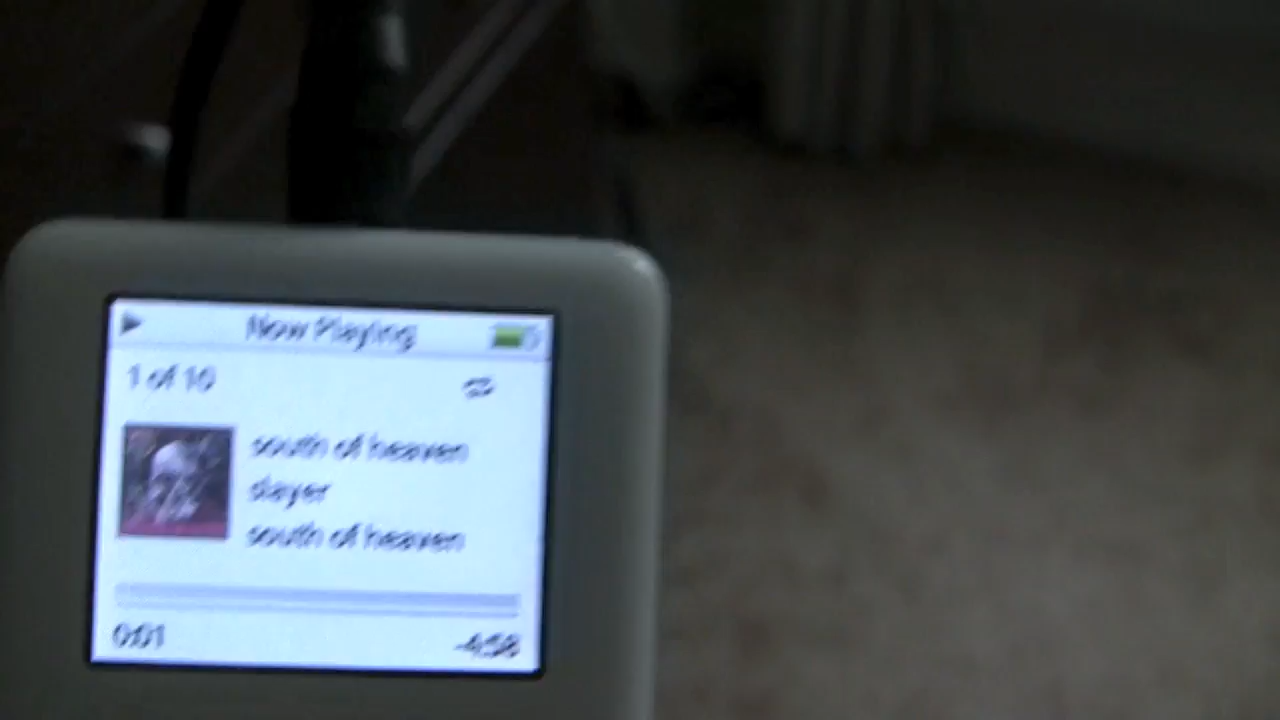 Now Playing
1 of 10
south of heaven
slayer
south of heaven
0:01
-4:58